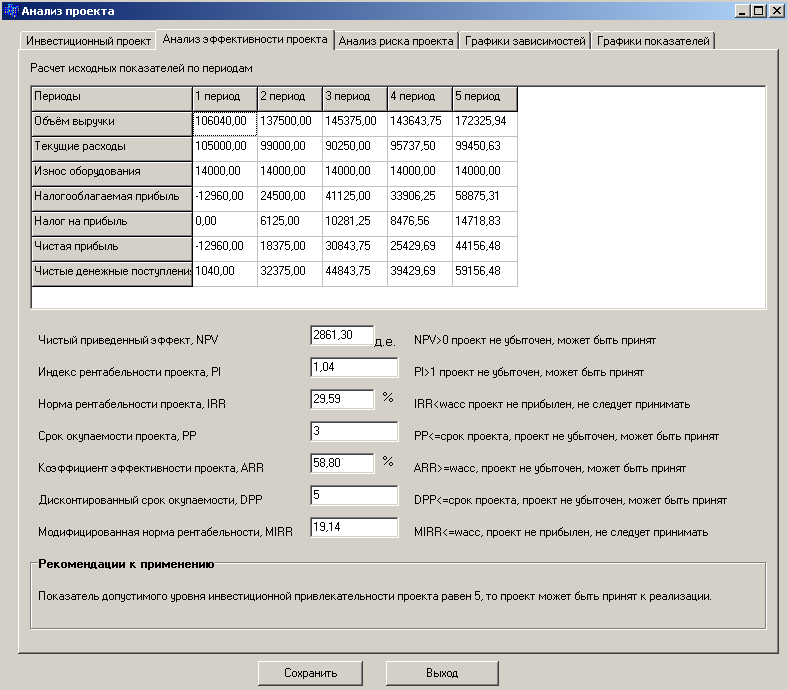 Анализ проекта
Инвестиционный проект Анализ эффективности проекта Анализ риска проекта Графики зависимостей Графики показателей
Расчет исходных показателей по периодам
Периоды 1 период 2 период 3 период 4 период 5 период
Объём выручки 106040,00 137500,00 145375,00 143643,75 172325,94
Текущие расходы 105000,00 99000,00 90250,00 95737,50 99450,63
Износ оборудования 14000,00 14000,00 14000,00 14000,00 14000,00
Налогооблагаемая прибыль -12960,00 24500,00 41125,00 33906,25 58875,31
Налог на прибыль 0,00 6125,00 10281,25 8476,56 14718,83
Чистая прибыль -12960,00 18375,00 30843,75 25429,69 44156,48
Чистые денежные поступления 1040,00 32375,00 44843,75 39429,69 59156,48
Чистый приведенный эффект, NPV 2861,30 д.е. NPV>0 проект не убыточен, может быть принят
Индекс рентабельности проекта, PI 1,04 PI>1 проект не убыточен, может быть принят
Норма рентабельности проекта, IRR 29,59 % IRR<wacc проект не прибылен, не следует принимать
Срок окупаемости проекта, PP 3 PP<=срок проекта, проект не убыточен, может быть принят
Коэффициент эффективности проекта, ARR 58,80 % ARR>=wacc, проект не убыточен, может быть принят
Дисконтированный срок окупаемости, DPP 5 DPP<=срок проекта, проект не убыточен, может быть принят
Модифицированная норма рентабельности, MIRR 19,14 MIRR<=wacc, проект не прибылен, не следует принимать
Рекомендации к применению
Показатель допустимого уровня инвестиционной привлекательности проекта равен 5, то проект может быть принят к реализации.
Сохранить Выход